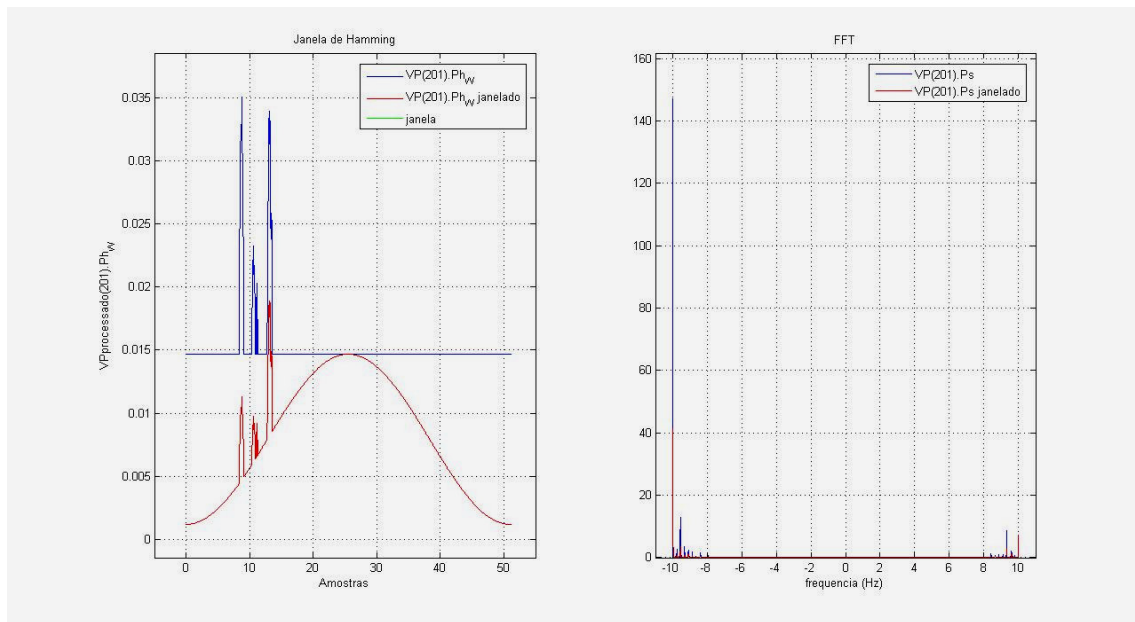 Janela de Hamming
VP(201).PhW
VP(201).PhW janelado
janela
VPprocessado(201).PhW
0.035
0.03
0.025
0.02
0.015
0.01
0.005
0
0 10 20 30 40 50
Amostras
FFT
VP(201).Ps
VP(201).Ps janelado
160
140
120
100
80
60
40
20
0
-10 -8 -6 -4 -2 0 2 4 6 8 10
frequencia (Hz)